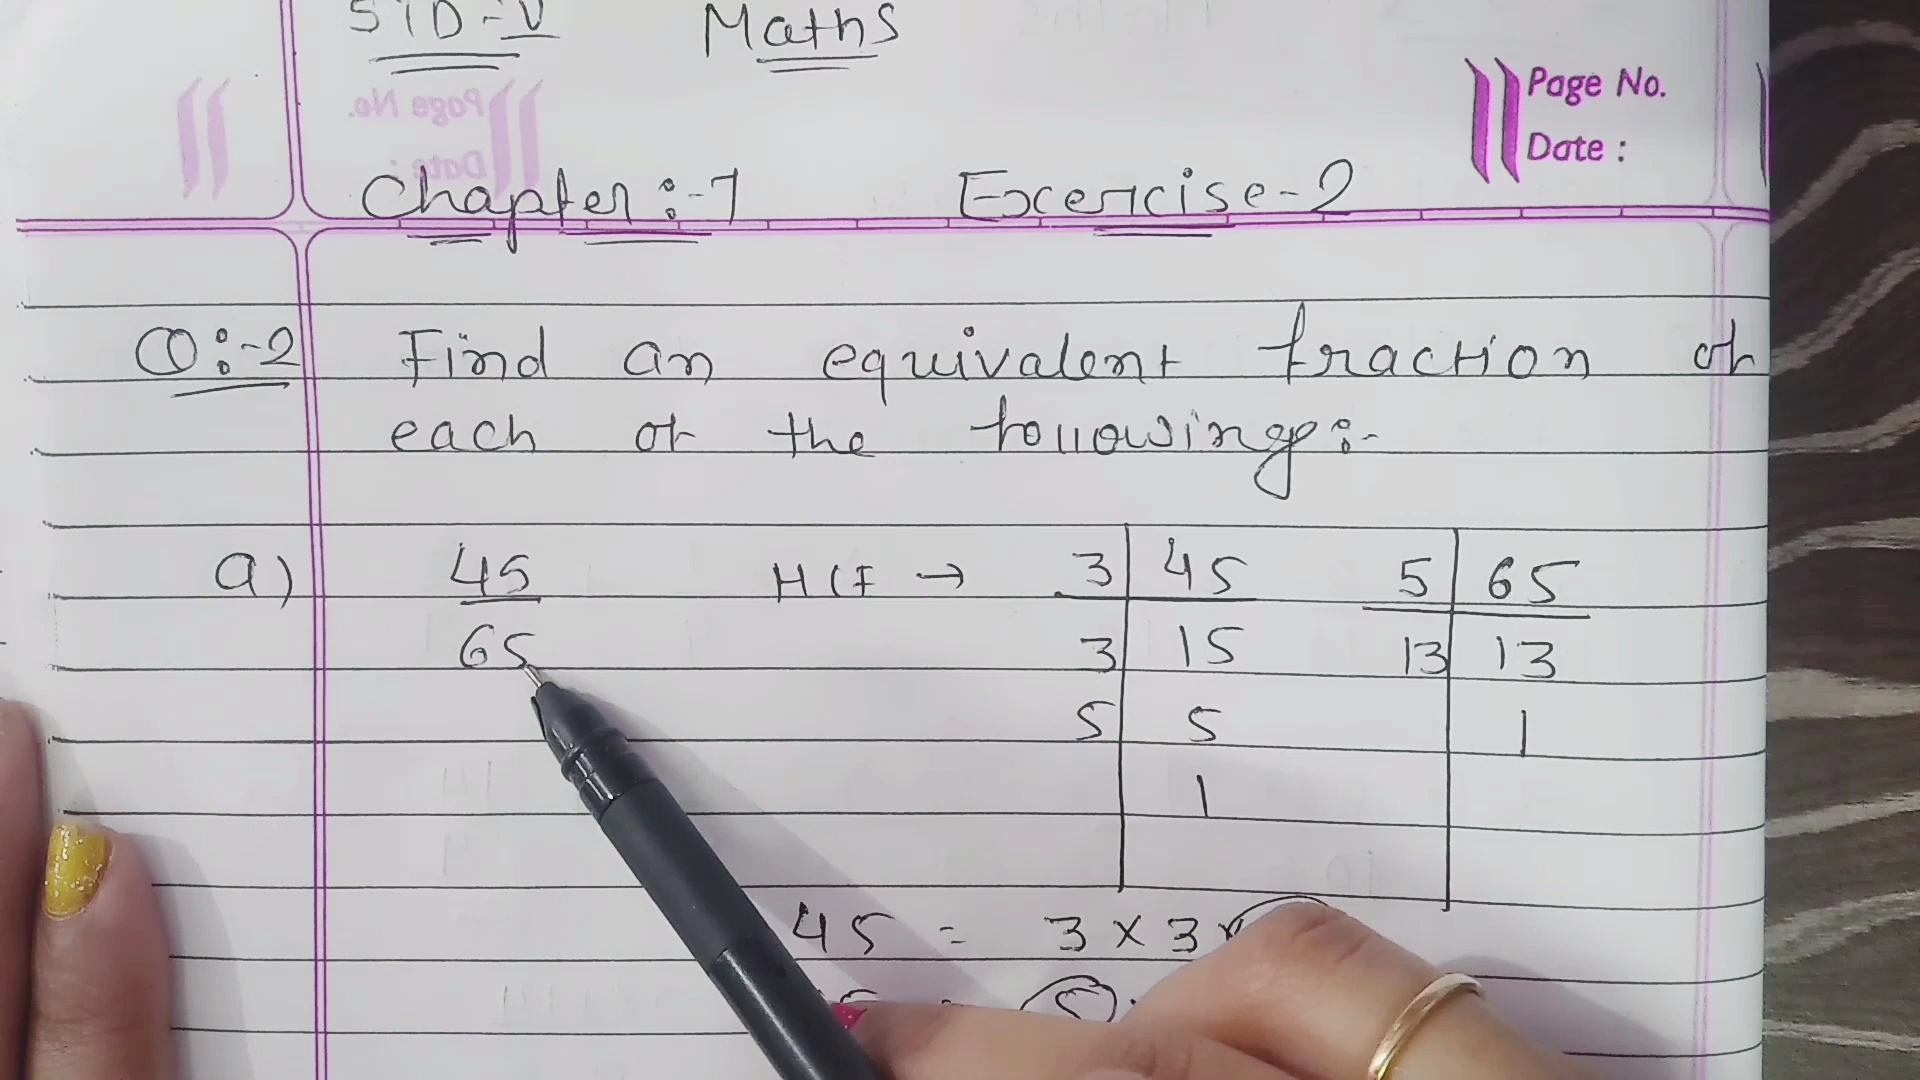 STD-V Maths
Page No.
Date :
Chapter:-7 Excercise-2
Q:-2 Find an equivalent fraction of
each of the following:-
a) 45 HCF → 3 45 5 65
65 3 15 13 13
5 5 1
1
45 = 3 × 3 ×